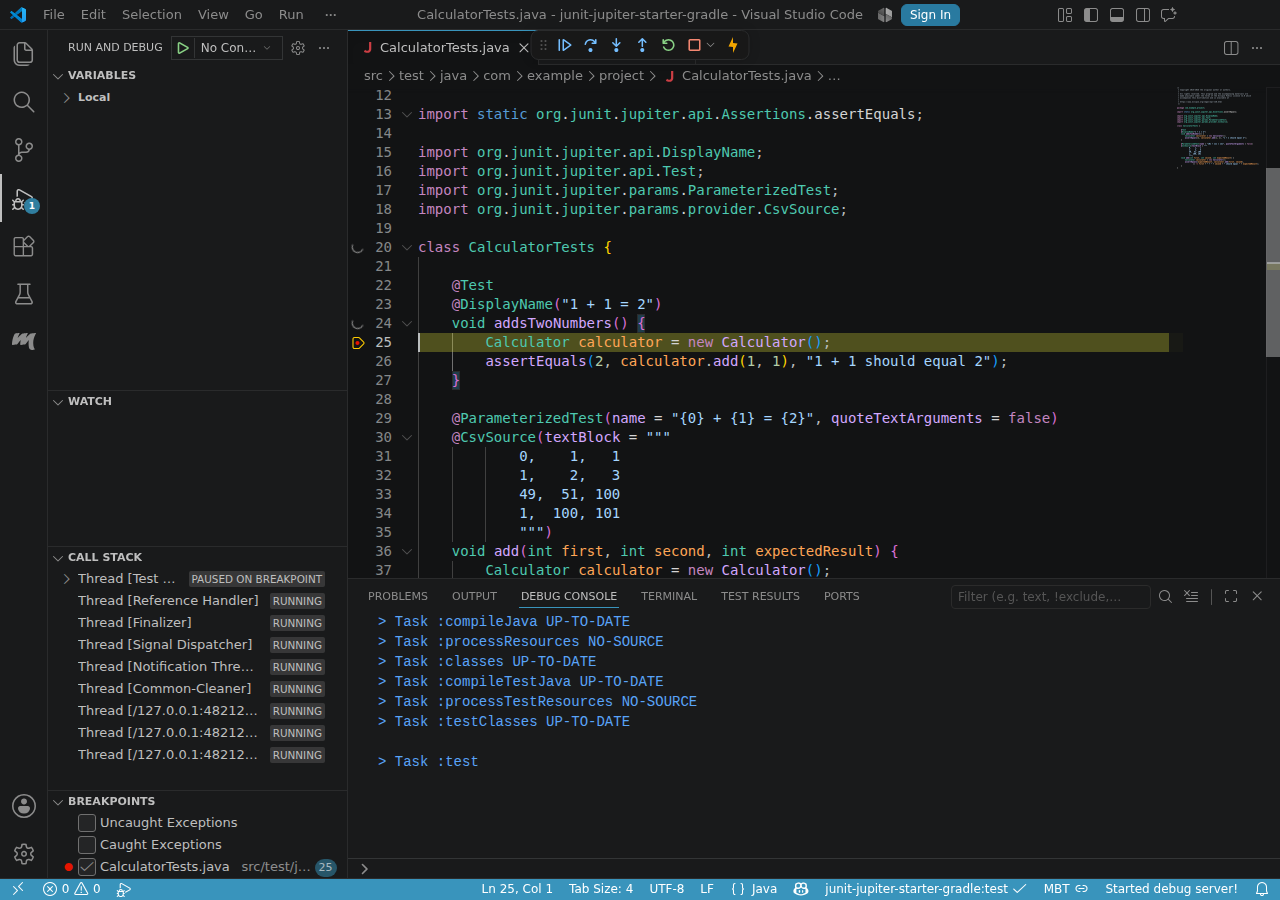 File Edit Selection View Go Run ··· CalculatorTests.java - junit-jupiter-starter-gradle - Visual Studio Code Sign In
RUN AND DEBUG No Con... ···
VARIABLES
Local
WATCH
CALL STACK
Thread [Test ... PAUSED ON BREAKPOINT
Thread [Reference Handler] RUNNING
Thread [Finalizer] RUNNING
Thread [Signal Dispatcher] RUNNING
Thread [Notification Thre... RUNNING
Thread [Common-Cleaner] RUNNING
Thread [/127.0.0.1:48212... RUNNING
Thread [/127.0.0.1:48212... RUNNING
Thread [/127.0.0.1:48212... RUNNING
BREAKPOINTS
Uncaught Exceptions
Caught Exceptions
CalculatorTests.java src/test/j... 25
1
CalculatorTests.java
src > test > java > com > example > project > CalculatorTests.java > ...
12
13 import static org.junit.jupiter.api.Assertions.assertEquals;
14
15 import org.junit.jupiter.api.DisplayName;
16 import org.junit.jupiter.api.Test;
17 import org.junit.jupiter.params.ParameterizedTest;
18 import org.junit.jupiter.params.provider.CsvSource;
19
20 class CalculatorTests {
21
22 @Test
23 @DisplayName("1 + 1 = 2")
24 void addsTwoNumbers() {
25 Calculator calculator = new Calculator();
26 assertEquals(2, calculator.add(1, 1), "1 + 1 should equal 2");
27 }
28
29 @ParameterizedTest(name = "{0} + {1} = {2}", quoteTextArguments = false)
30 @CsvSource(textBlock = """
31 0, 1, 1
32 1, 2, 3
33 49, 51, 100
34 1, 100, 101
35 """)
36 void add(int first, int second, int expectedResult) {
37 Calculator calculator = new Calculator();
PROBLEMS OUTPUT DEBUG CONSOLE TERMINAL TEST RESULTS PORTS Filter (e.g. text, !exclude,...
> Task :compileJava UP-TO-DATE
> Task :processResources NO-SOURCE
> Task :classes UP-TO-DATE
> Task :compileTestJava UP-TO-DATE
> Task :processTestResources NO-SOURCE
> Task :testClasses UP-TO-DATE
> Task :test
0 0 Ln 25, Col 1 Tab Size: 4 UTF-8 LF { } Java junit-jupiter-starter-gradle:test MBT Started debug server!